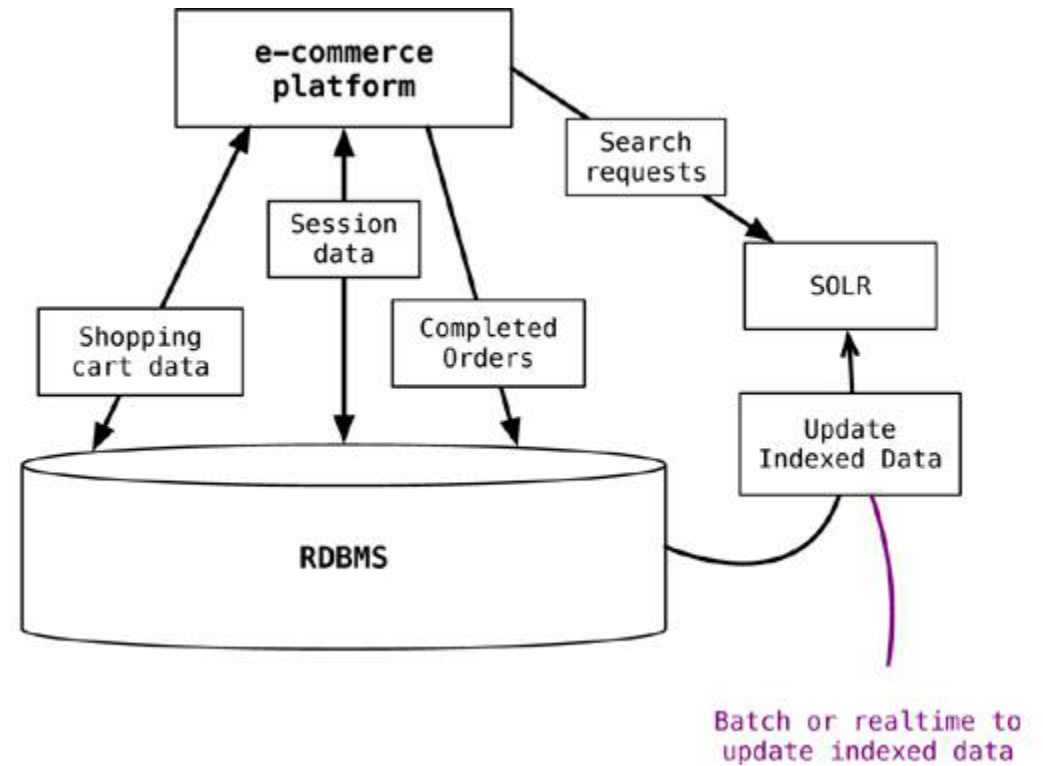 e-commerce
platform
Search
requests
Session
data
SOLR
Shopping
cart data
Completed
Orders
Update
Indexed Data
RDBMS
Batch or realtime to
update indexed data